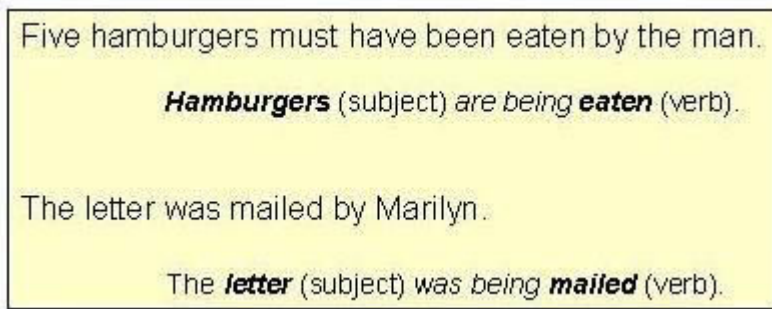 Five hamburgers must have been eaten by the man.
Hamburgers (subject) are being eaten (verb).
The letter was mailed by Marilyn.
The letter (subject) was being mailed (verb).